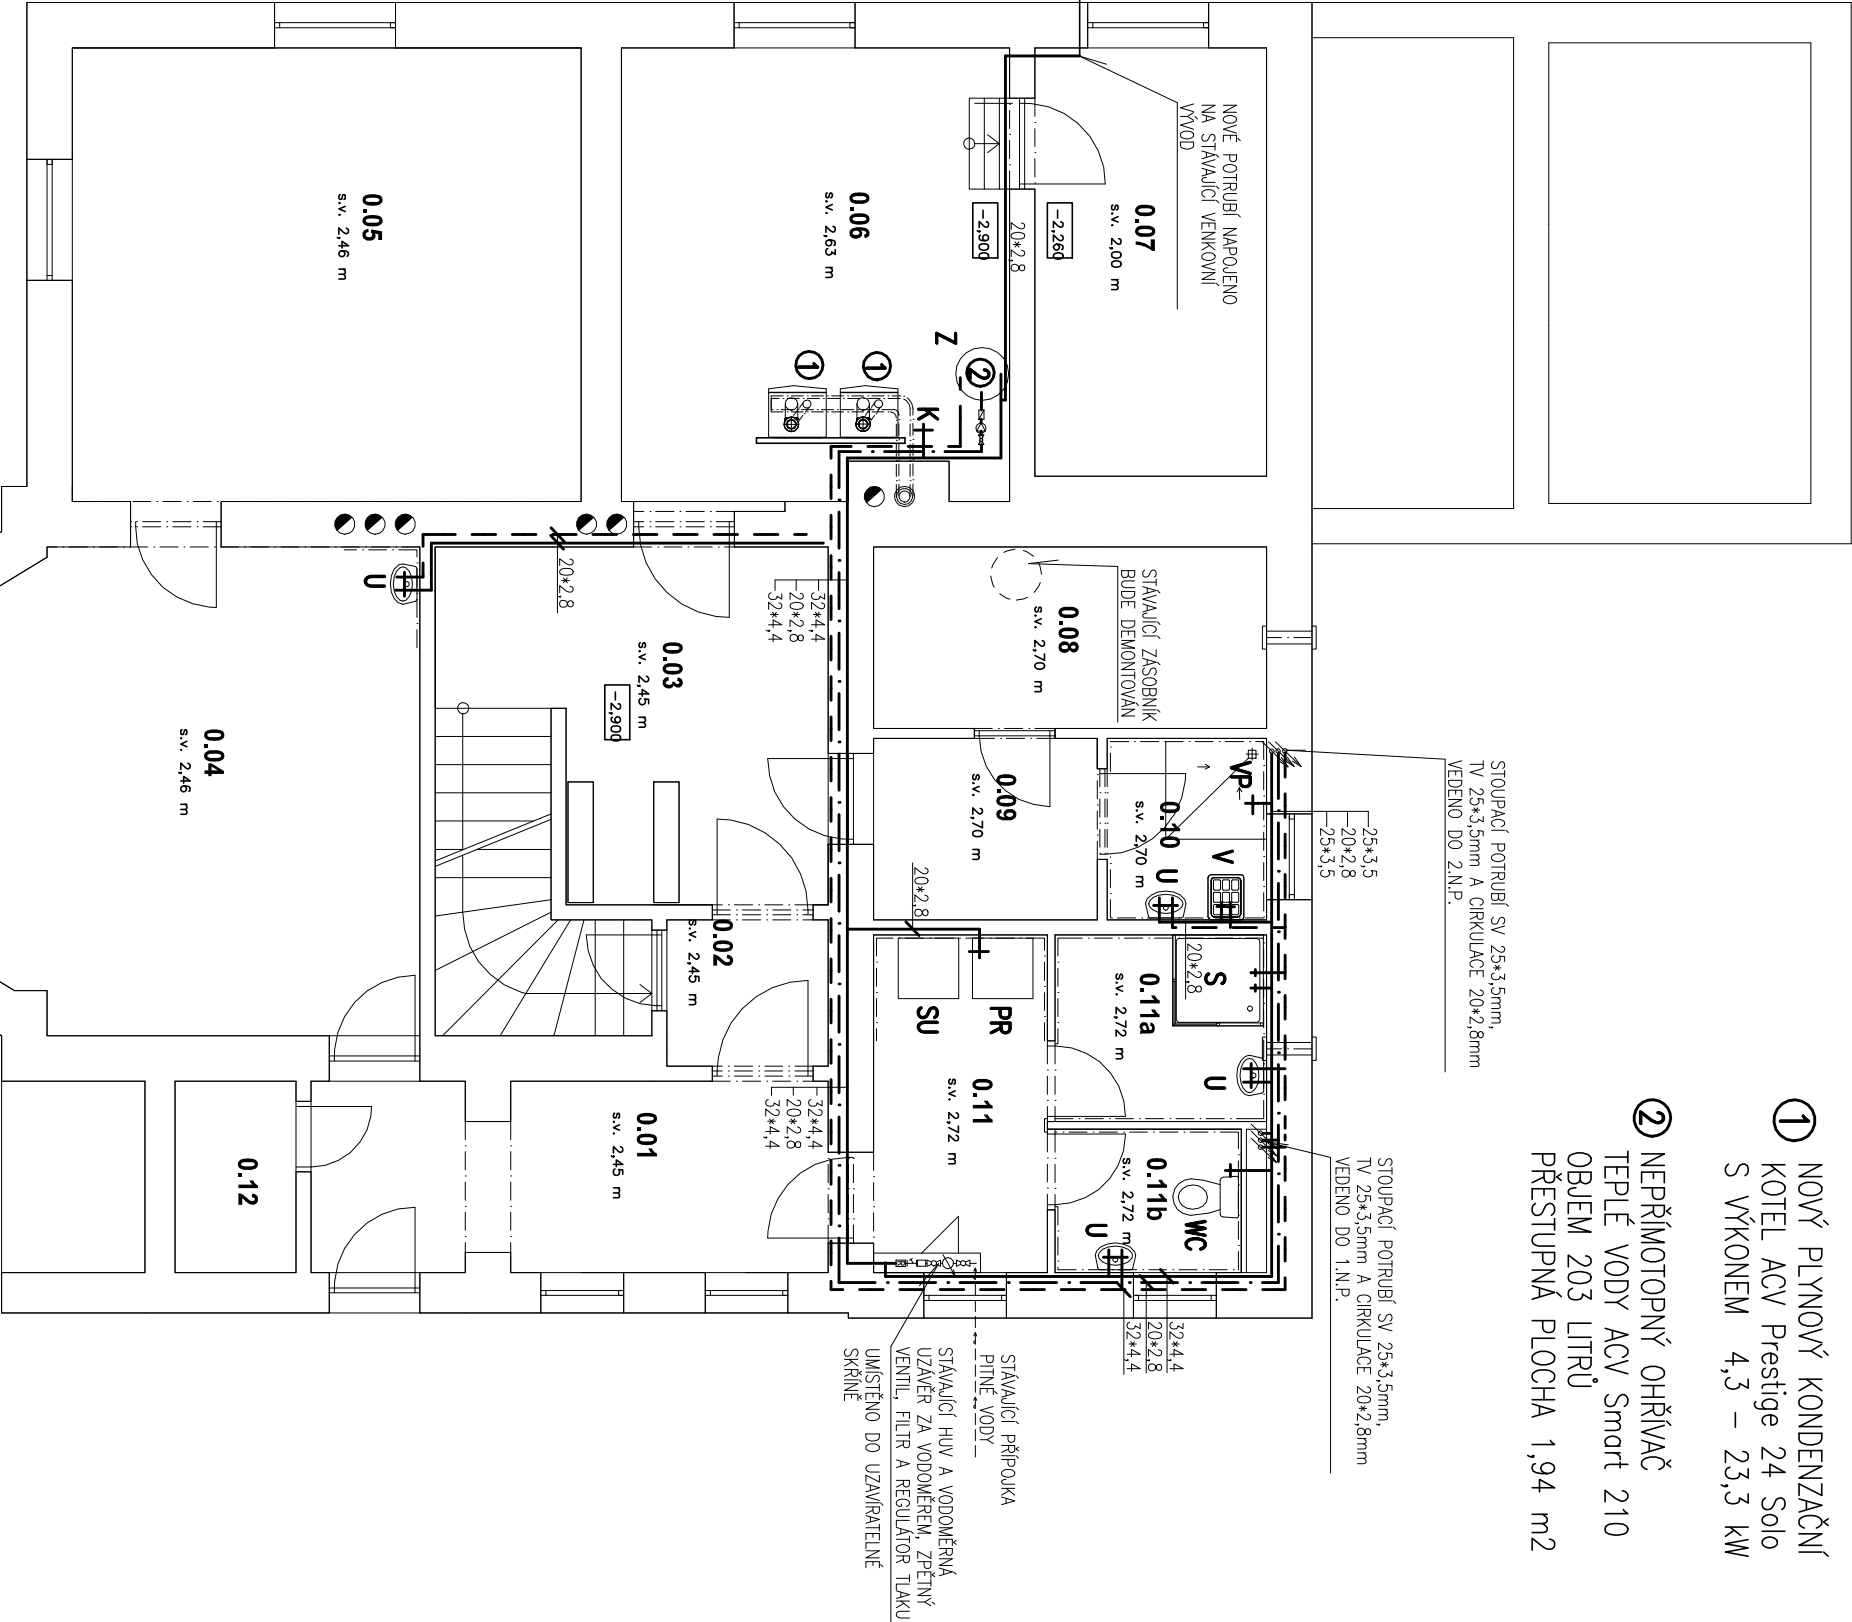 ① NOVÝ PLYNOVÝ KONDENZAČNÍ
KOTEL ACV Prestige 24 Solo
S VÝKONEM 4,3 - 23,3 kW
② NEPŘÍMOTOPNÝ OHŘÍVAČ
TEPLÉ VODY ACV Smart 210
OBJEM 203 LITRŮ
PŘESTUPNÁ PLOCHA 1,94 m2
STOUPACÍ POTRUBÍ SV 25*3,5mm,
TV 25*3,5mm A CIRKULACE 20*2,8mm
VEDENO DO 2.N.P.
STOUPACÍ POTRUBÍ SV 25*3,5mm,
TV 25*3,5mm A CIRKULACE 20*2,8mm
VEDENO DO 1.N.P.
25*3,5
20*2,8
25*3,5
NOVÉ POTRUBÍ NAPOJENO
NA STÁVAJÍCÍ VENKOVNÍ
VÝVOD
0.07
s.v. 2,00 m
-2,260
20*2,8
-2,900
0.06
s.v. 2,63 m
Z
②
①
①
K
0.05
s.v. 2,46 m
STÁVAJÍCÍ ZÁSOBNÍK
BUDE DEMONTOVÁN
0.08
s.v. 2,70 m
0.09
s.v. 2,70 m
VP
V
0.10
s.v. 2,70 m
U
20*2,8
20*2,8
S
0.11a
s.v. 2,72 m
U
PR
SU
0.11
s.v. 2,72 m
0.11b
s.v. 2,72 m
WC
U
32*4,4
20*2,8
32*4,4
32*4,4
20*2,8
32*4,4
32*4,4
20*2,8
32*4,4
20*2,8
U
0.03
s.v. 2,45 m
-2,900
0.02
s.v. 2,45 m
0.01
s.v. 2,45 m
0.04
s.v. 2,46 m
0.12
STÁVAJÍCÍ PŘÍPOJKA
PITNÉ VODY
STÁVAJÍCÍ HUV A VODOMĚRNÁ
UZÁVĚR ZA VODOMĚREM, ZPĚTNÝ
VENTIL, FILTR A REGULÁTOR TLAKU
UMÍSTĚNO DO UZAVÍRATELNÉ
SKŘÍNĚ